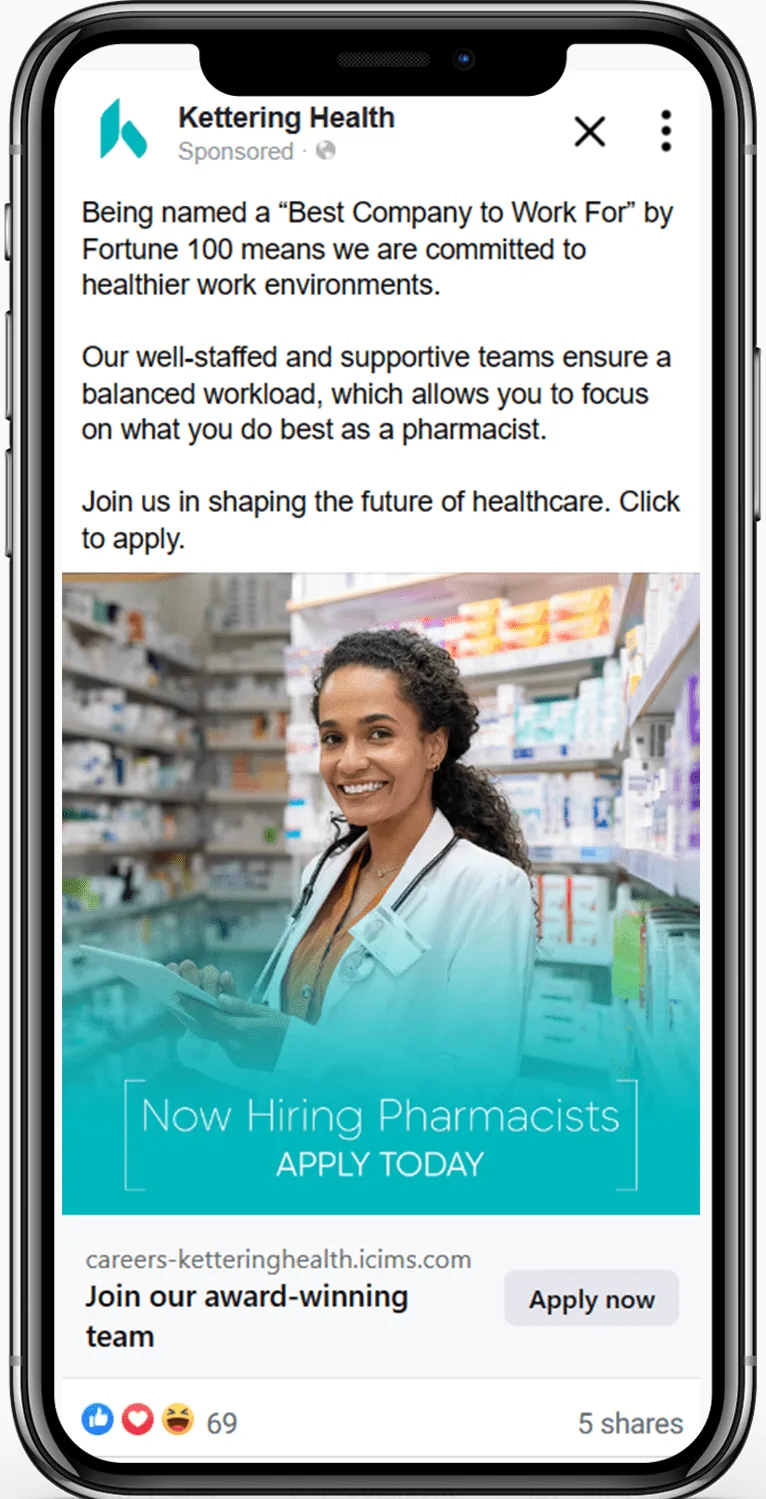 Kettering Health
Sponsored ·
Being named a “Best Company to Work For” by
Fortune 100 means we are committed to
healthier work environments.
Our well-staffed and supportive teams ensure a
balanced workload, which allows you to focus
on what you do best as a pharmacist.
Join us in shaping the future of healthcare. Click
to apply.
Now Hiring Pharmacists
APPLY TODAY
careers-ketteringhealth.icims.com
Join our award-winning
team
Apply now
69
5 shares